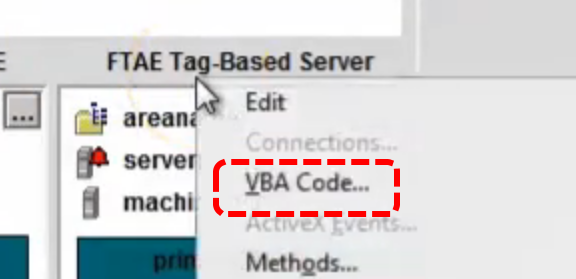 E
FTAE Tag-Based Server
...
areana
server
machi
prin
Edit
Connections...
VBA Code...
ActiveX Events...
Methods...